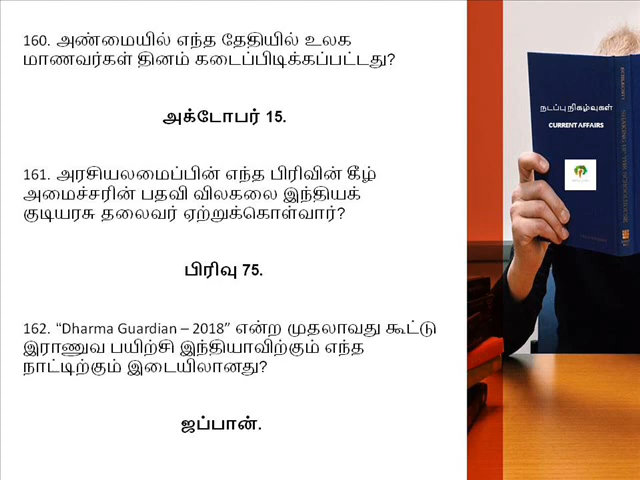 160. அண்மையில் எந்த தேதியில் உலக
மாணவர்கள் தினம் கடைப்பிடிக்கப்பட்டது?
அக்டோபர் 15.
161. அரசியலமைப்பின் எந்த பிரிவின் கீழ்
அமைச்சரின் பதவி விலகலை இந்தியக்
குடியரசு தலைவர் ஏற்றுக்கொள்வார்?
பிரிவு 75.
162. “Dharma Guardian – 2018” என்ற முதலாவது கூட்டு
இராணுவ பயிற்சி இந்தியாவிற்கும் எந்த
நாட்டிற்கும் இடையிலானது?
ஜப்பான்.
நடப்பு நிகழ்வுகள்
CURRENT AFFAIRS